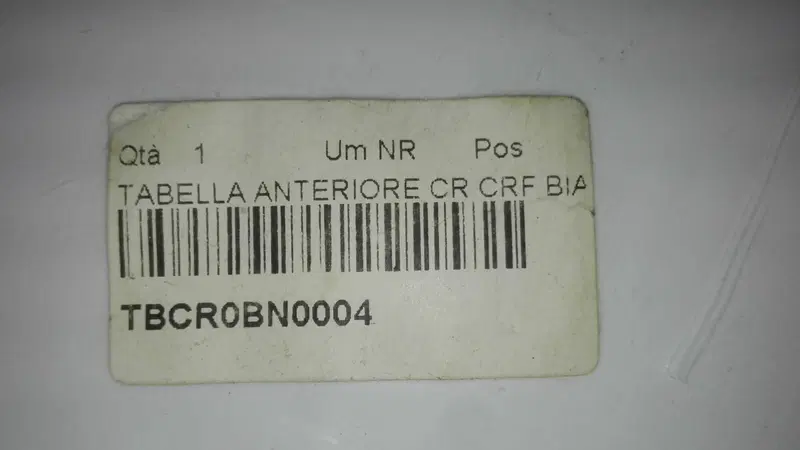 Qtà 1 Um NR Pos
TABELLA ANTERIORE CR CRF BIA
TBCR0BN0004